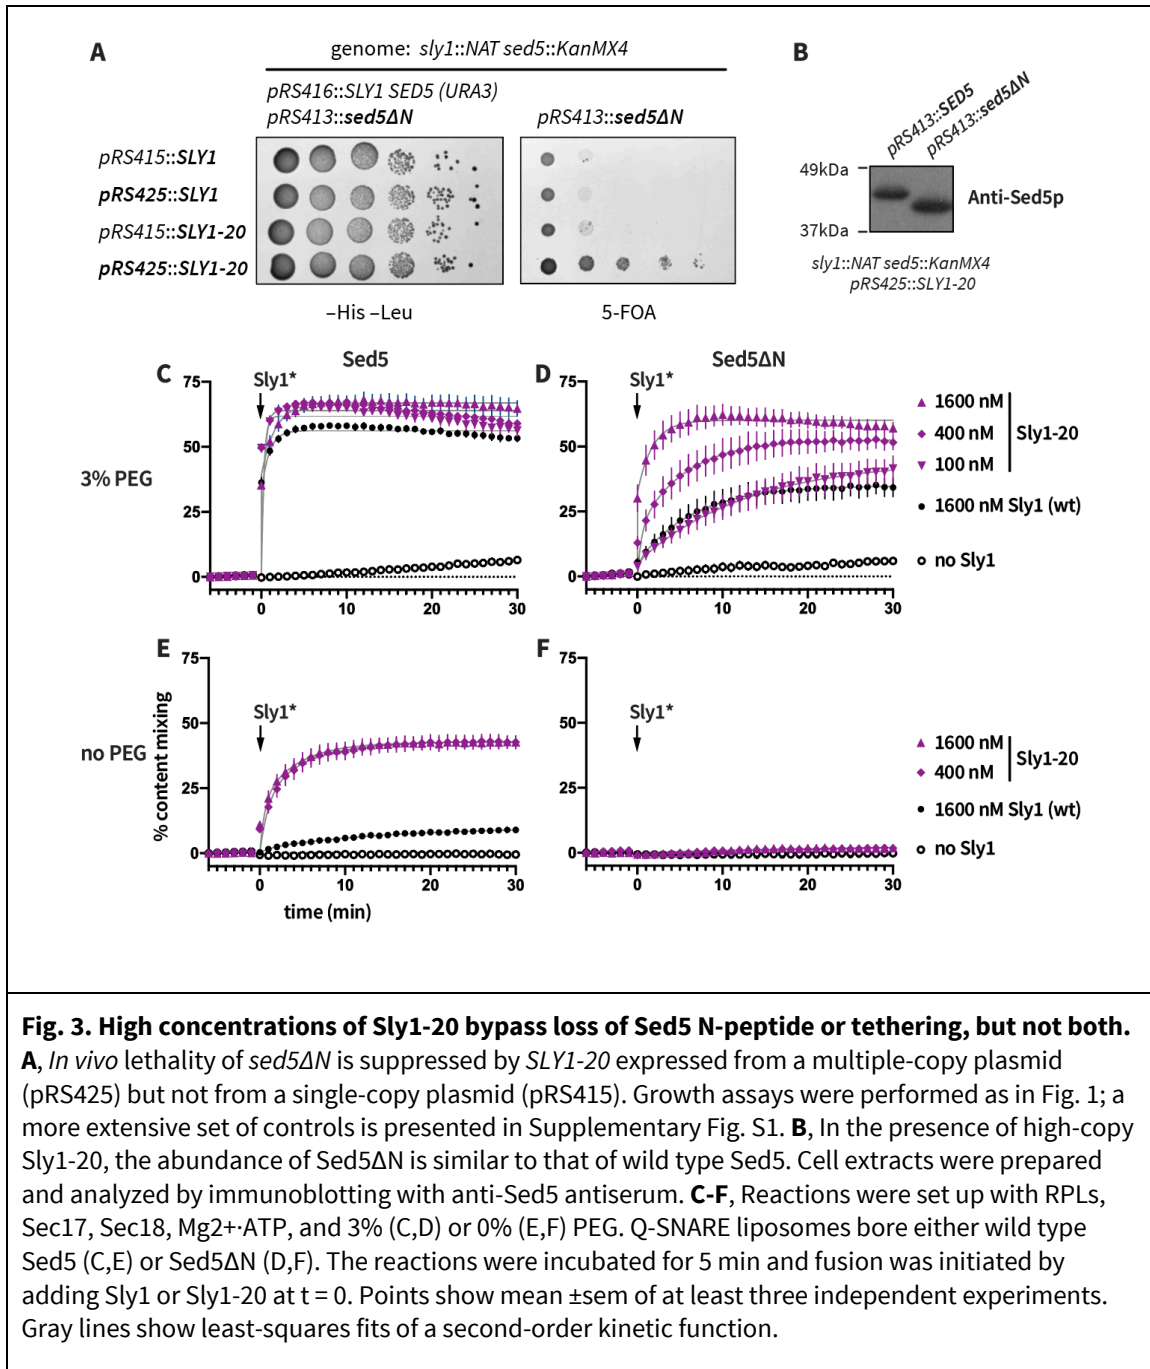 A
genome: sly1::NAT sed5::KanMX4
pRS416::SLY1 SED5 (URA3)
pRS413::sed5ΔN
pRS413::sed5ΔN
pRS415::SLY1
pRS425::SLY1
pRS415::SLY1-20
pRS425::SLY1-20
–His –Leu
5-FOA
B
pRS413::SED5
pRS413::sed5ΔN
49kDa
37kDa
Anti-Sed5p
sly1::NAT sed5::KanMX4
pRS425::SLY1-20
C
Sed5
3% PEG
75
50
25
0
Sly1*
0
10
20
30
D
Sed5ΔN
75
50
25
0
Sly1*
0
10
20
30
1600 nM
400 nM
100 nM
Sly1-20
1600 nM Sly1 (wt)
no Sly1
E
no PEG
% content mixing
75
50
25
0
Sly1*
0
10
20
30
time (min)
F
75
50
25
0
Sly1*
0
10
20
30
1600 nM
400 nM
Sly1-20
1600 nM Sly1 (wt)
no Sly1
Fig. 3. High concentrations of Sly1-20 bypass loss of Sed5 N-peptide or tethering, but not both.
A, In vivo lethality of sed5ΔN is suppressed by SLY1-20 expressed from a multiple-copy plasmid
(pRS425) but not from a single-copy plasmid (pRS415). Growth assays were performed as in Fig. 1; a
more extensive set of controls is presented in Supplementary Fig. S1. B, In the presence of high-copy
Sly1-20, the abundance of Sed5ΔN is similar to that of wild type Sed5. Cell extracts were prepared
and analyzed by immunoblotting with anti-Sed5 antiserum. C-F, Reactions were set up with RPLs,
Sec17, Sec18, Mg2+·ATP, and 3% (C,D) or 0% (E,F) PEG. Q-SNARE liposomes bore either wild type
Sed5 (C,E) or Sed5ΔN (D,F). The reactions were incubated for 5 min and fusion was initiated by
adding Sly1 or Sly1-20 at t = 0. Points show mean ±sem of at least three independent experiments.
Gray lines show least-squares fits of a second-order kinetic function.